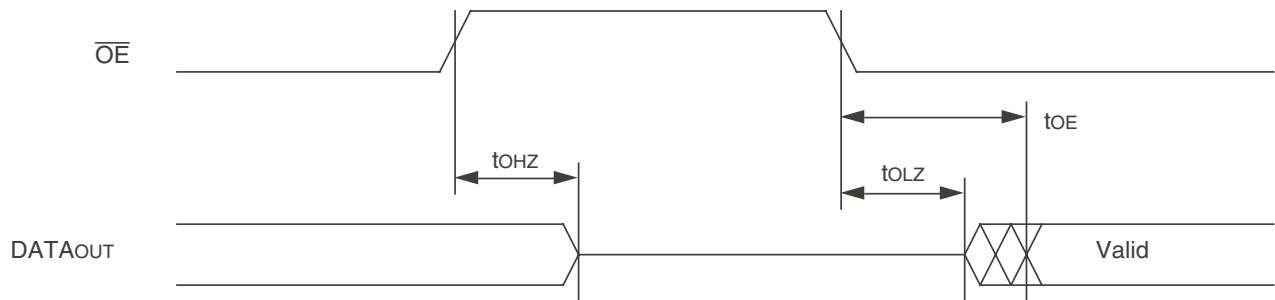 OE
tOE
tOHZ
tOLZ
DATAOUT
Valid